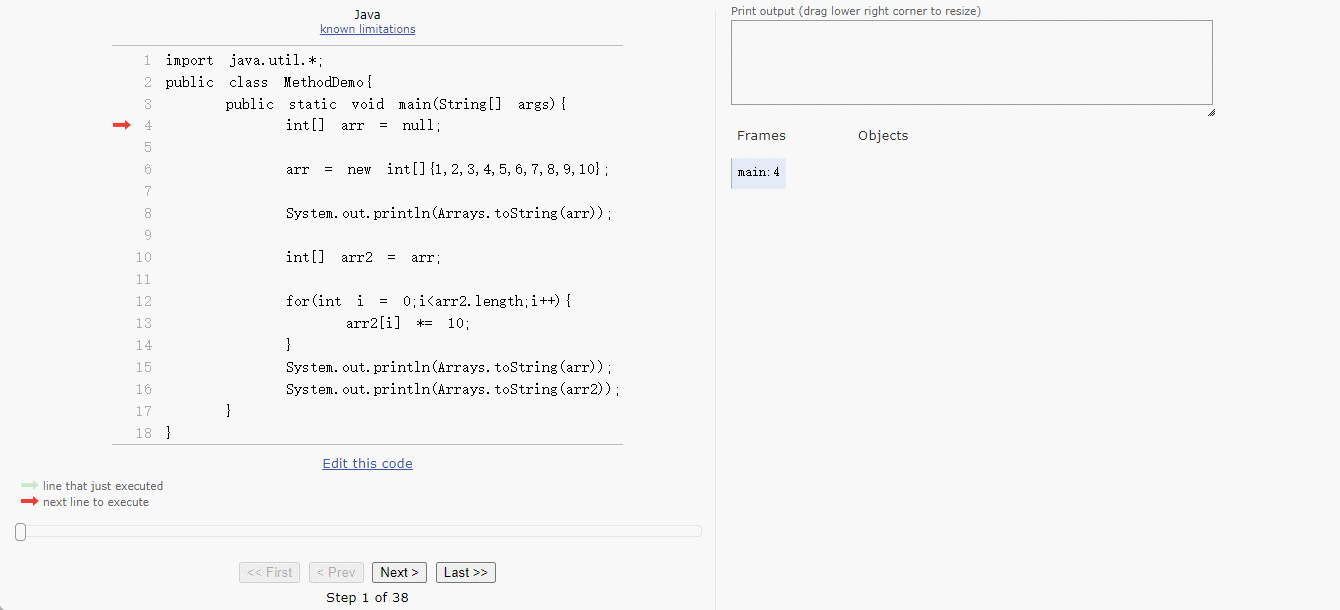 Java
known limitations
1 import java.util.*;
2 public class MethodDemo{
3 public static void main(String[] args){
4 int[] arr = null;
5
6 arr = new int[]{1,2,3,4,5,6,7,8,9,10};
7
8 System.out.println(Arrays.toString(arr));
9
10 int[] arr2 = arr;
11
12 for(int i = 0;i<arr2.length;i++){
13 arr2[i] *= 10;
14 }
15 System.out.println(Arrays.toString(arr));
16 System.out.println(Arrays.toString(arr2));
17 }
18 }
Edit this code
line that just executed
next line to execute
<< First < Prev Next > Last >>
Step 1 of 38
Print output (drag lower right corner to resize)
Frames Objects
main:4